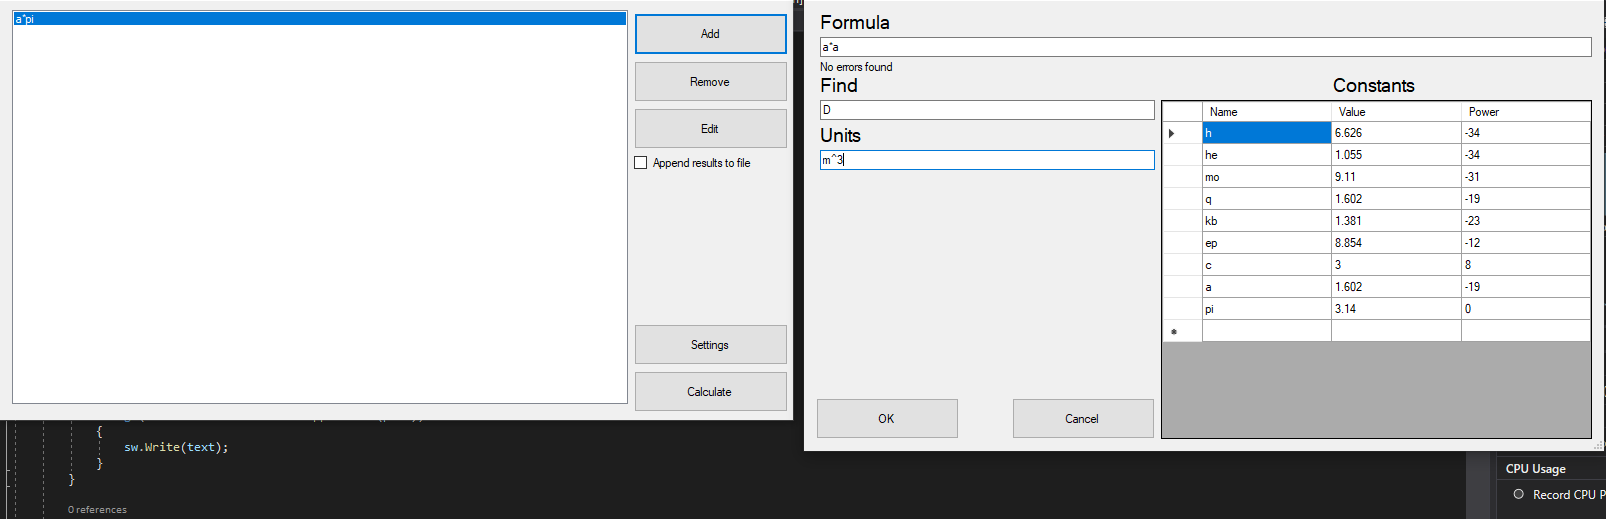 a*pi
Add
Remove
Edit
Append results to file
Settings
Calculate
Formula
a*a
No errors found
Find
D
Units
m^3
Constants
Name Value Power
h 6.626 -34
he 1.055 -34
mo 9.11 -31
q 1.602 -19
kb 1.381 -23
ep 8.854 -12
c 3 8
a 1.602 -19
pi 3.14 0
OK
Cancel
{
sw.Write(text);
}
}
0 references
CPU Usage
Record CPU P